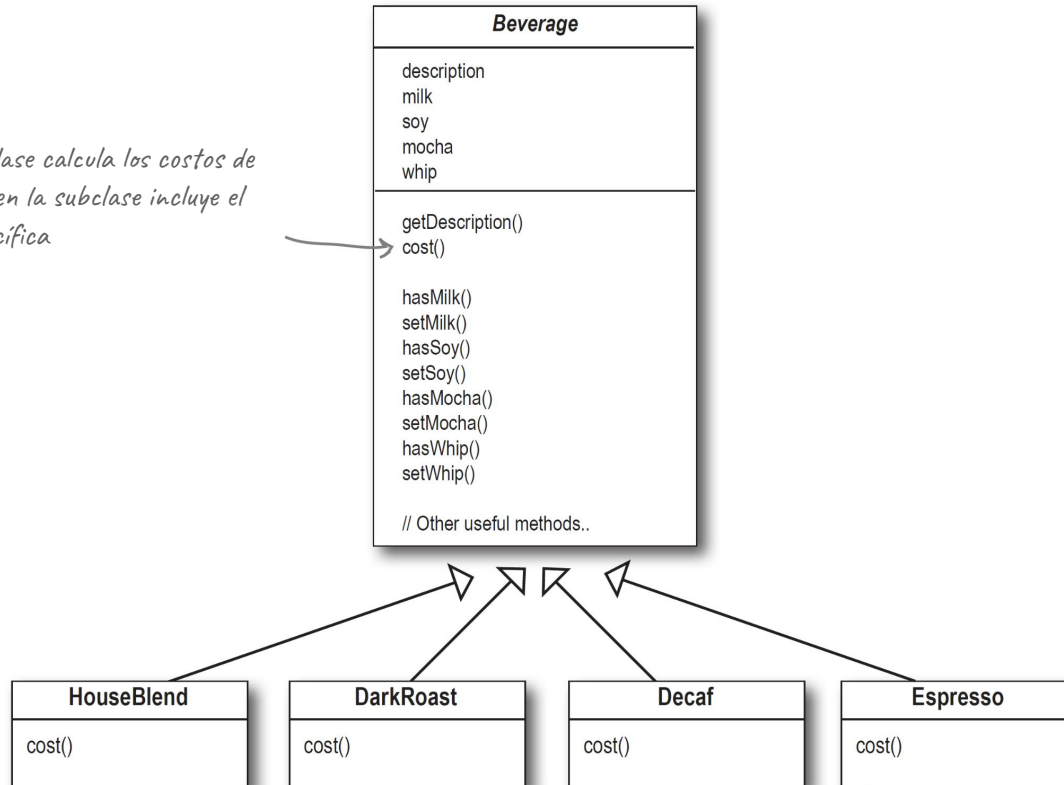 Beverage
description
milk
soy
mocha
whip
lase calcula los costos de
en la subclase incluye el
cífica
getDescription()
cost()
hasMilk()
setMilk()
hasSoy()
setSoy()
hasMocha()
setMocha()
hasWhip()
setWhip()
// Other useful methods..
HouseBlend
DarkRoast
Decaf
Espresso
cost()
cost()
cost()
cost()